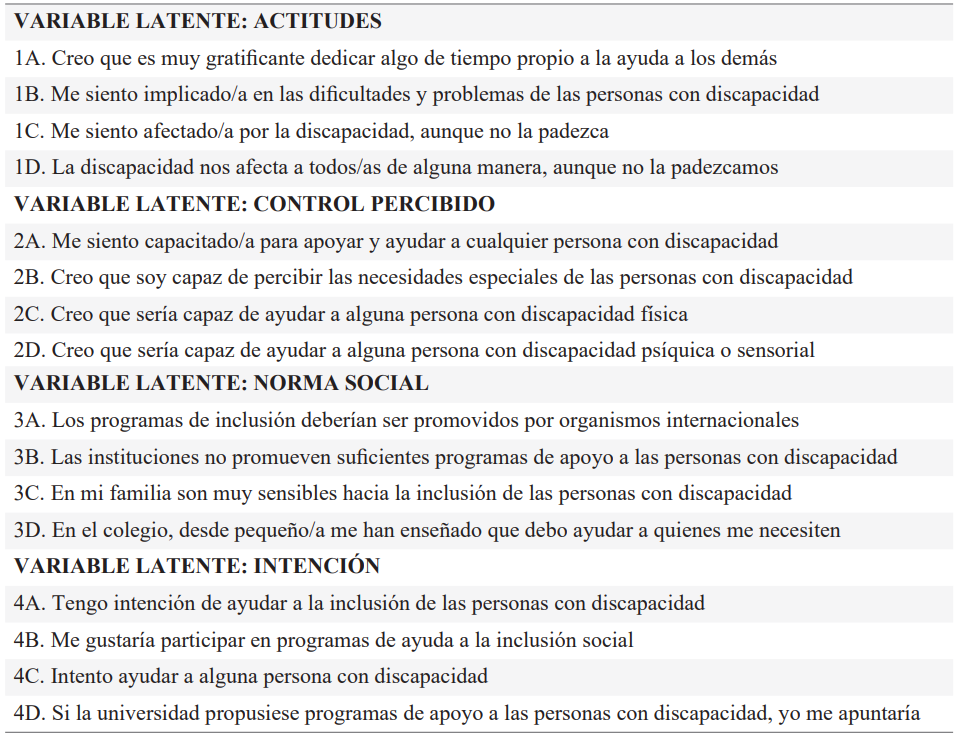 VARIABLE LATENTE: ACTITUDES
1A. Creo que es muy gratificante dedicar algo de tiempo propio a la ayuda a los demás
1B. Me siento implicado/a en las dificultades y problemas de las personas con discapacidad
1C. Me siento afectado/a por la discapacidad, aunque no la padezca
1D. La discapacidad nos afecta a todos/as de alguna manera, aunque no la padezcamos
VARIABLE LATENTE: CONTROL PERCIBIDO
2A. Me siento capacitado/a para apoyar y ayudar a cualquier persona con discapacidad
2B. Creo que soy capaz de percibir las necesidades especiales de las personas con discapacidad
2C. Creo que sería capaz de ayudar a alguna persona con discapacidad física
2D. Creo que sería capaz de ayudar a alguna persona con discapacidad psíquica o sensorial
VARIABLE LATENTE: NORMA SOCIAL
3A. Los programas de inclusión deberían ser promovidos por organismos internacionales
3B. Las instituciones no promueven suficientes programas de apoyo a las personas con discapacidad
3C. En mi familia son muy sensibles hacia la inclusión de las personas con discapacidad
3D. En el colegio, desde pequeño/a me han enseñado que debo ayudar a quienes me necesiten
VARIABLE LATENTE: INTENCIÓN
4A. Tengo intención de ayudar a la inclusión de las personas con discapacidad
4B. Me gustaría participar en programas de ayuda a la inclusión social
4C. Intento ayudar a alguna persona con discapacidad
4D. Si la universidad propusiese programas de apoyo a las personas con discapacidad, yo me apuntaría